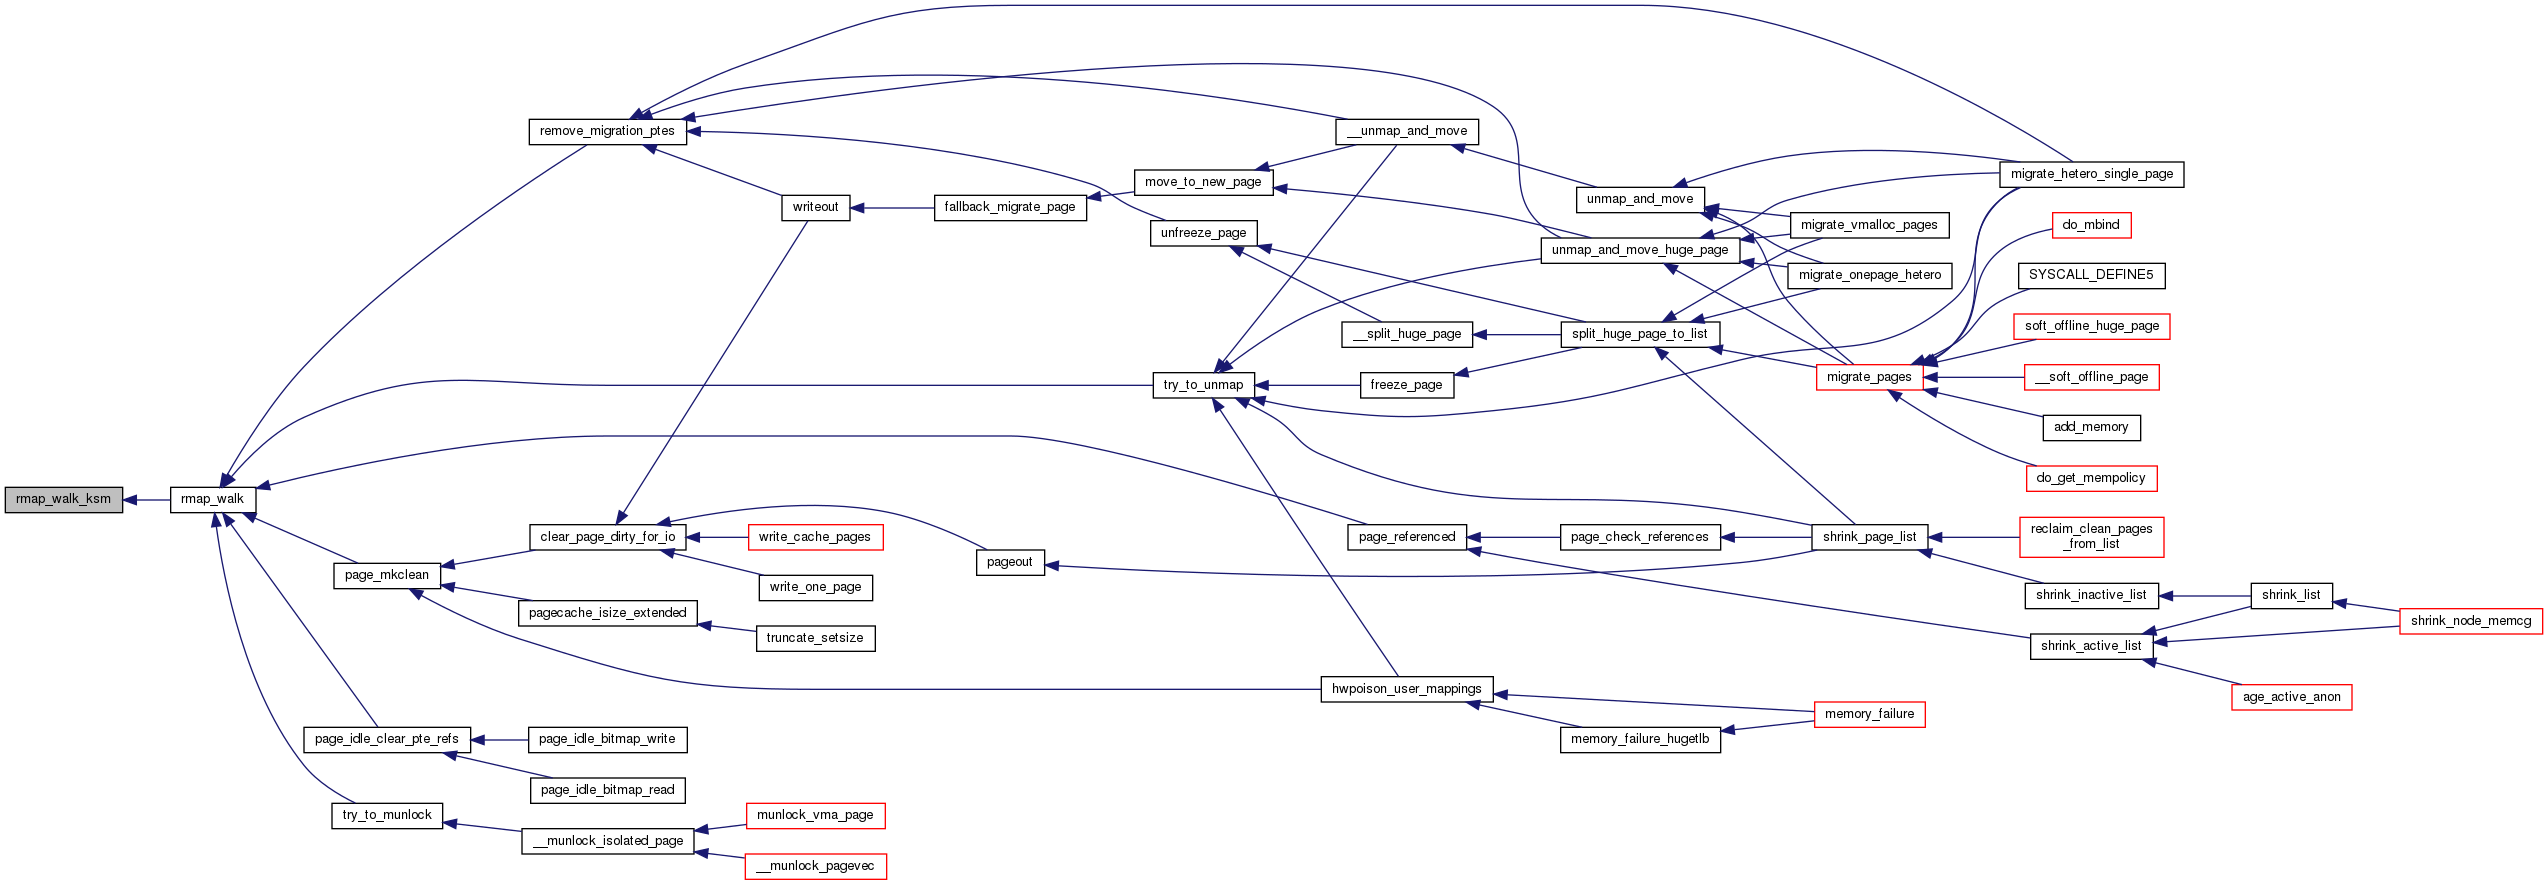 remove_migration_ptes
__unmap_and_move
move_to_new_page
migrate_hetero_single_page
unmap_and_move
writeout
fallback_migrate_page
unfreeze_page
migrate_vmalloc_pages
do_mbind
unmap_and_move_huge_page
migrate_onepage_hetero
SYSCALL_DEFINE5
__split_huge_page
split_huge_page_to_list
soft_offline_huge_page
try_to_unmap
freeze_page
migrate_pages
__soft_offline_page
add_memory
do_get_mempolicy
rmap_walk_ksm
rmap_walk
clear_page_dirty_for_io
write_cache_pages
page_referenced
page_check_references
shrink_page_list
reclaim_clean_pages
_from_list
pageout
page_mkclean
write_one_page
shrink_inactive_list
shrink_list
pagecache_isize_extended
truncate_setsize
shrink_node_memcg
shrink_active_list
hwpoison_user_mappings
age_active_anon
memory_failure
page_idle_clear_pte_refs
page_idle_bitmap_write
memory_failure_hugetlb
page_idle_bitmap_read
try_to_munlock
munlock_vma_page
__munlock_isolated_page
__munlock_pagevec